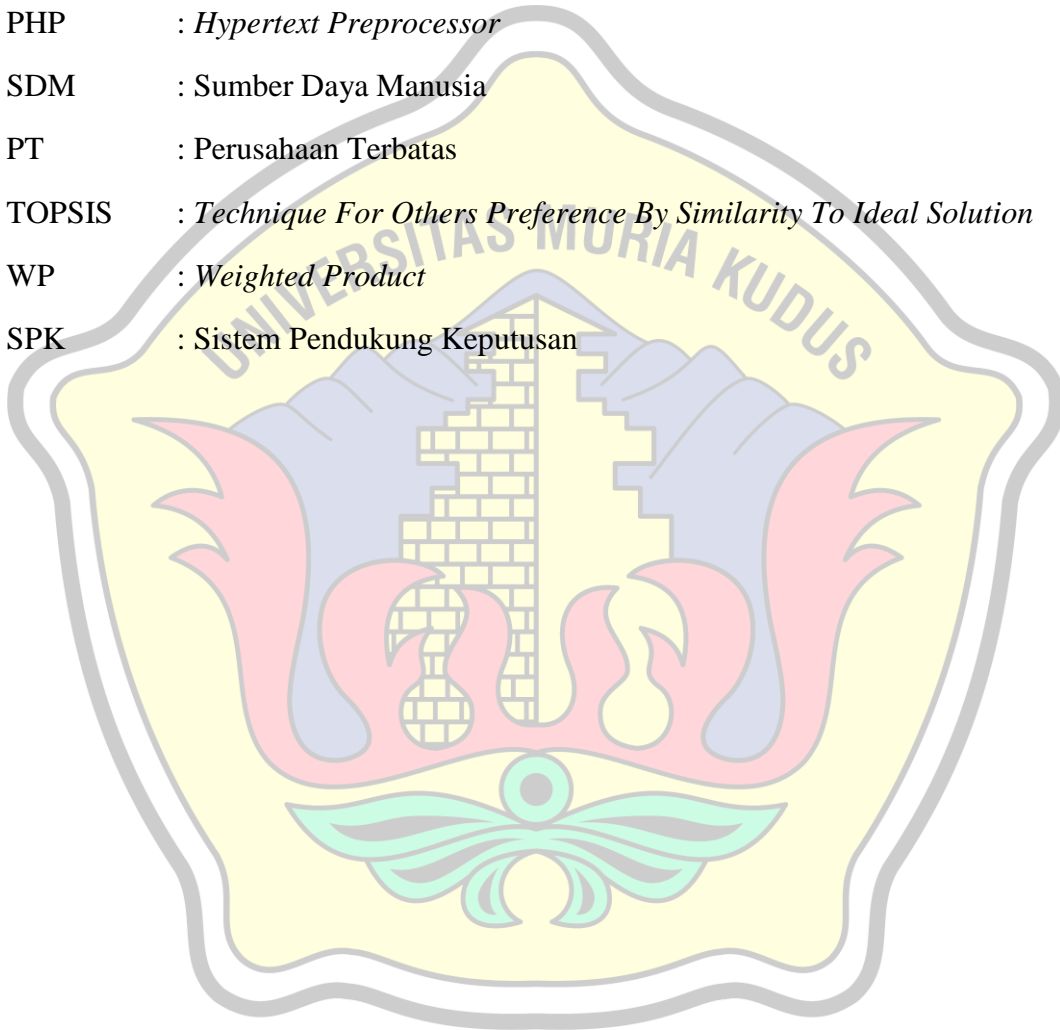 PHP : Hypertext Preprocessor
SDM : Sumber Daya Manusia
PT : Perusahaan Terbatas
TOPSIS : Technique For Others Preference By Similarity To Ideal Solution
WP : Weighted Product
SPK : Sistem Pendukung Keputusan
UNIVERSITAS MURIA KUDUS